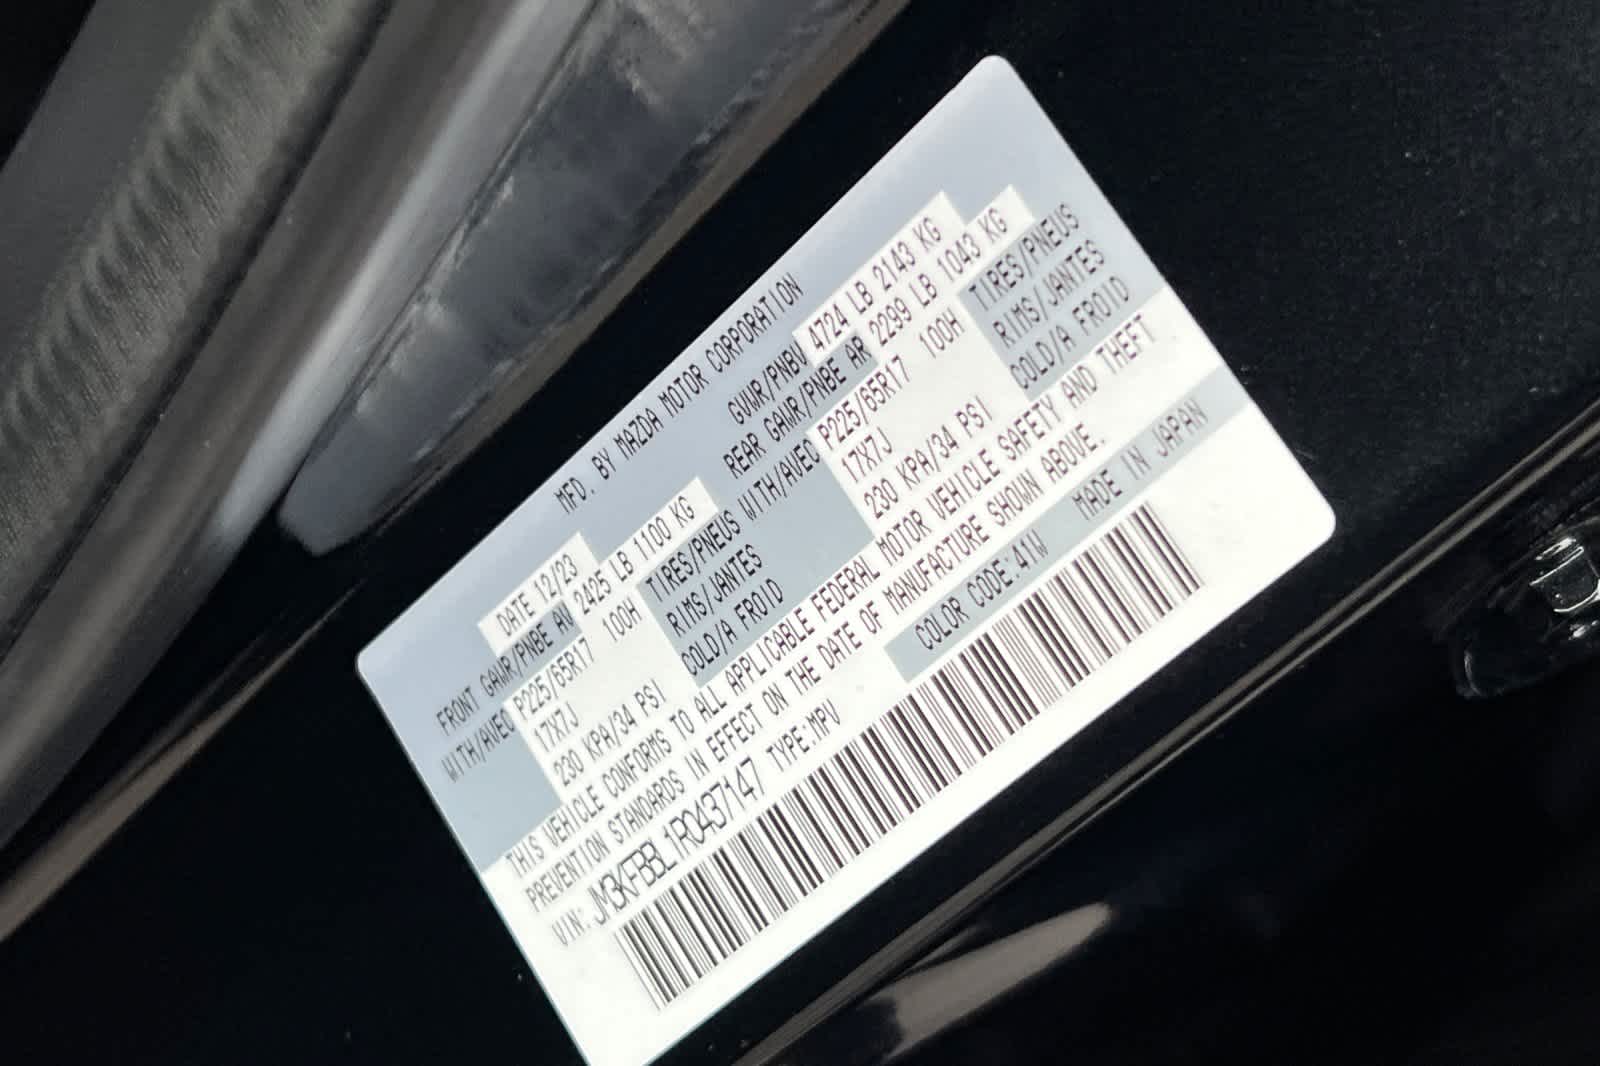 MFD. BY MAZDA MOTOR CORPORATION
DATE 12/23 GVWR/PNBV 4724 LB 2143 KG
FRONT GAWR/PNBE AV 2425 LB 1100 KG REAR GAWR/PNBE AR 2299 LB 1043 KG
WITH/AVEC P225/65R17 100H TIRES/PNEUS WITH/AVEC P225/65R17 100H TIRES/PNEUS
17X7J RIMS/JANTES 17X7J RIMS/JANTES
230 KPA/34 PSI COLD/A FROID 230 KPA/34 PSI COLD/A FROID
THIS VEHICLE CONFORMS TO ALL APPLICABLE FEDERAL MOTOR VEHICLE SAFETY AND THEFT
PREVENTION STANDARDS IN EFFECT ON THE DATE OF MANUFACTURE SHOWN ABOVE.
VIN: JM3KFBBL1R0437147 TYPE:MPV COLOR CODE:41W MADE IN JAPAN